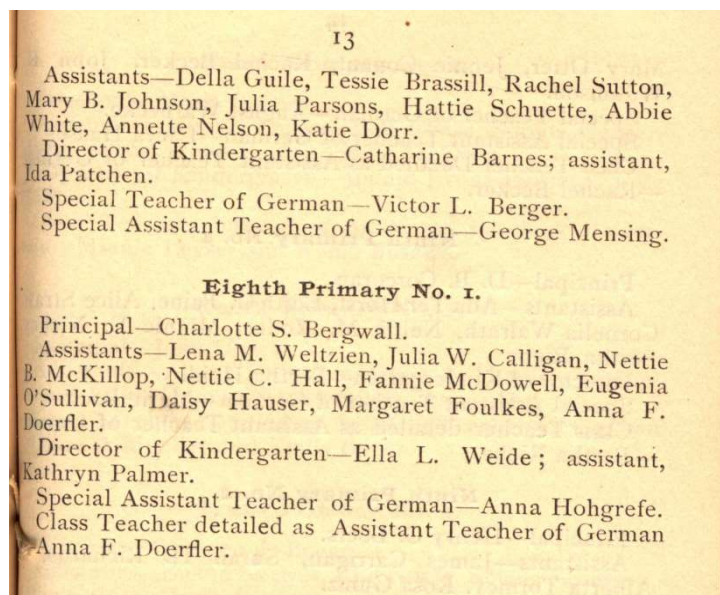 13
Assistants—Della Guile, Tessie Brassill, Rachel Sutton,
Mary B. Johnson, Julia Parsons, Hattie Schuette, Abbie
White, Annette Nelson, Katie Dorr.
Director of Kindergarten—Catharine Barnes; assistant,
Ida Patchen.
Special Teacher of German—Victor L. Berger.
Special Assistant Teacher of German—George Mensing.
Eighth Primary No. 1.
Principal—Charlotte S. Bergwall.
Assistants—Lena M. Weltzien, Julia W. Calligan, Nettie
B. McKillop, Nettie C. Hall, Fannie McDowell, Eugenia
O'Sullivan, Daisy Hauser, Margaret Foulkes, Anna F.
Doerfler.
Director of Kindergarten—Ella L. Weide; assistant,
Kathryn Palmer.
Special Assistant Teacher of German—Anna Hohgrefe.
Class Teacher detailed as Assistant Teacher of German
—Anna F. Doerfler.